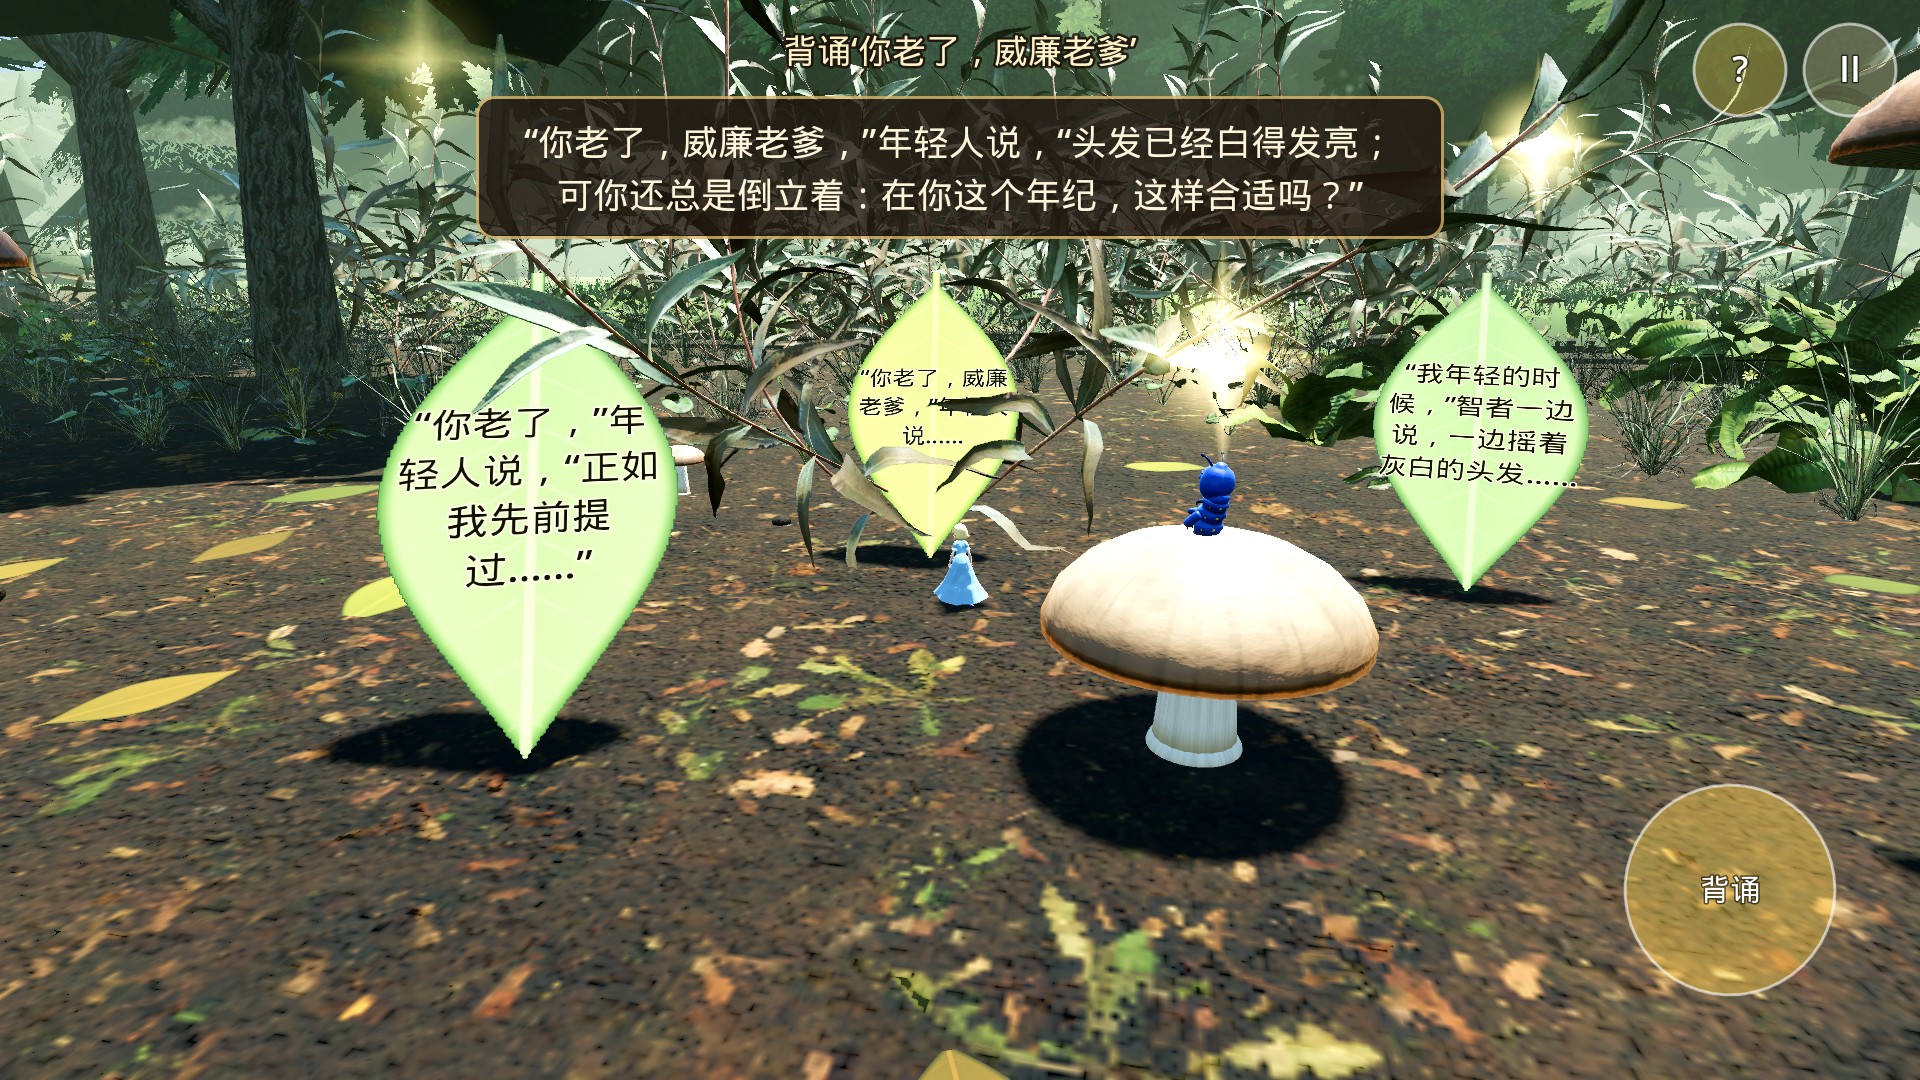 背诵‘你老了，威廉老爹’
?
“你老了，威廉老爹，”年轻人说，“头发已经白得发亮；
可你还总是倒立着：在你这个年纪，这样合适吗？”
“你老了，”年
轻人说，“正如
我先前提
过……”
“你老了，威廉
老爹，”年
说……
“我年轻的时
候，”智者一边
说，一边摇着
灰白的头发……
背诵